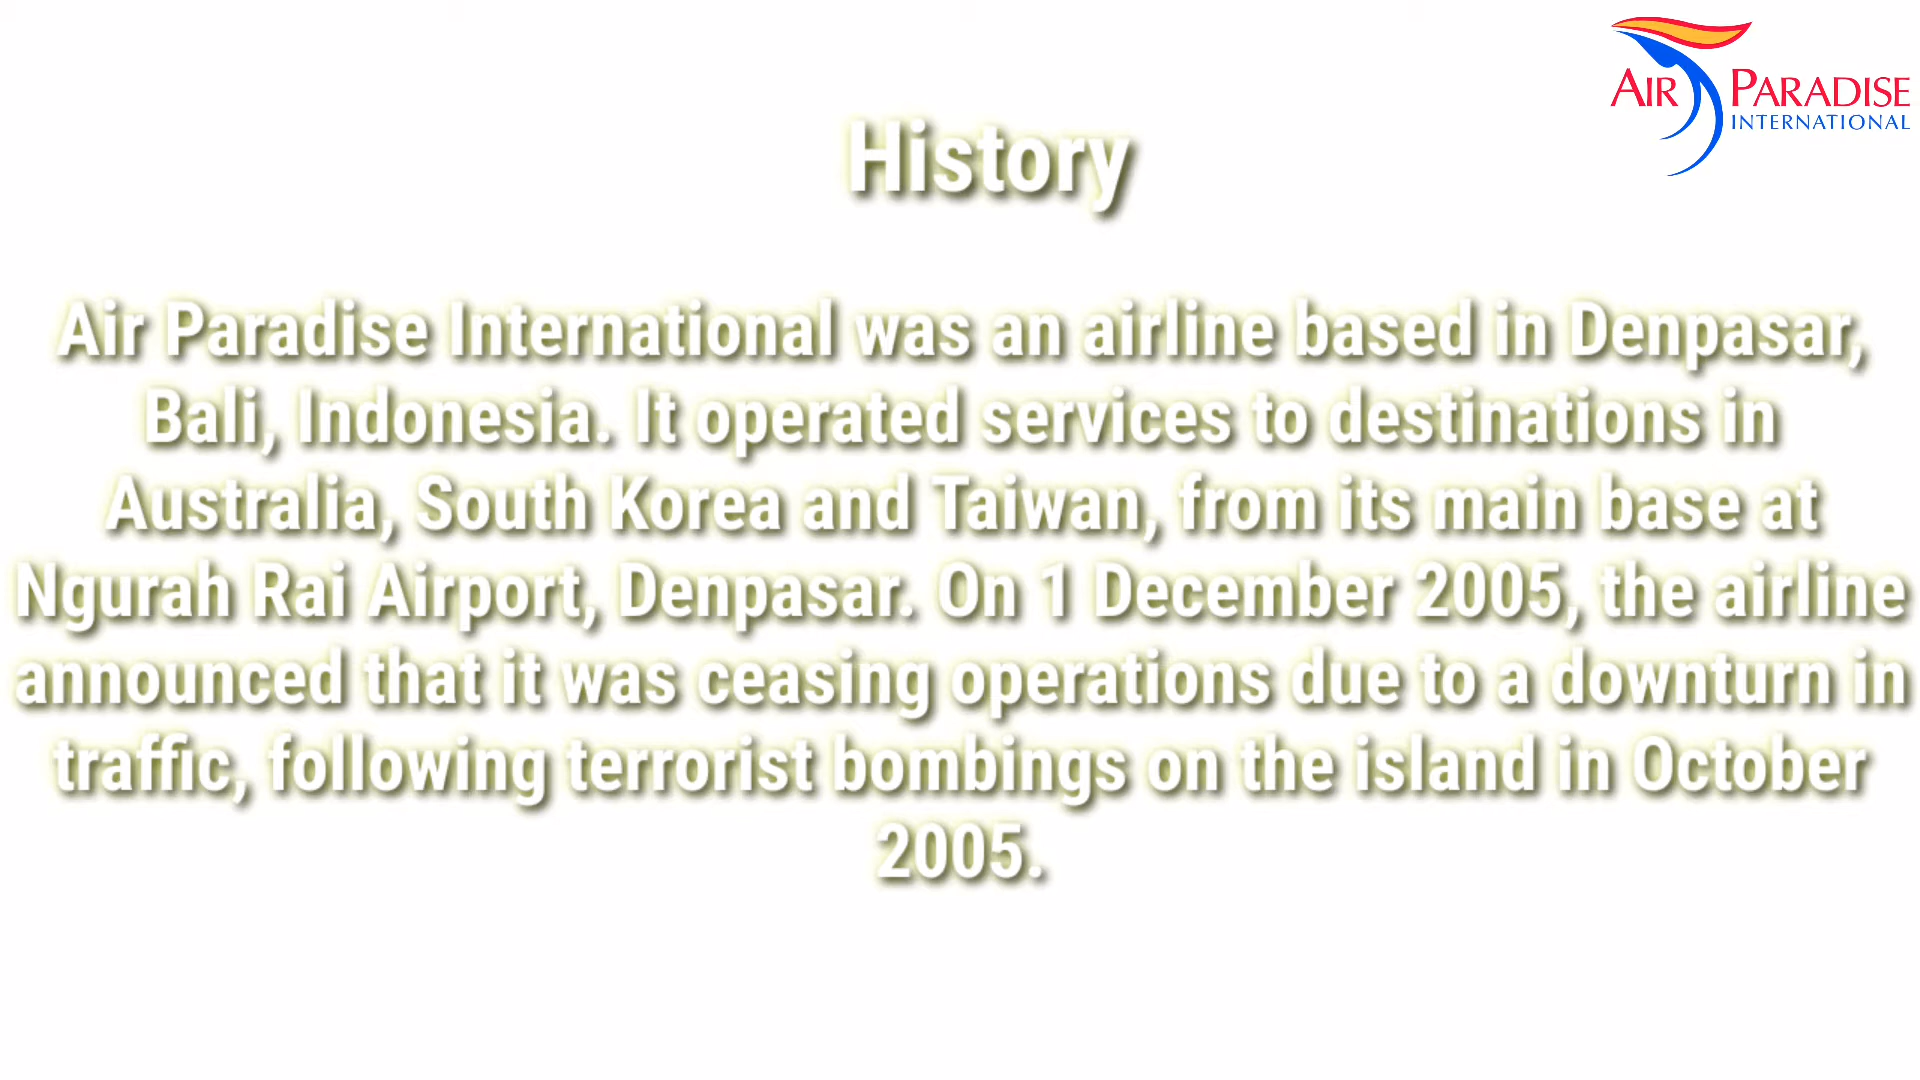 AIR PARADISE
INTERNATIONAL
History
Air Paradise International was an airline based in Denpasar,
Bali, Indonesia. It operated services to destinations in
Australia, South Korea and Taiwan, from its main base at
Ngurah Rai Airport, Denpasar. On 1 December 2005, the airline
announced that it was ceasing operations due to a downturn in
traffic, following terrorist bombings on the island in October
2005.